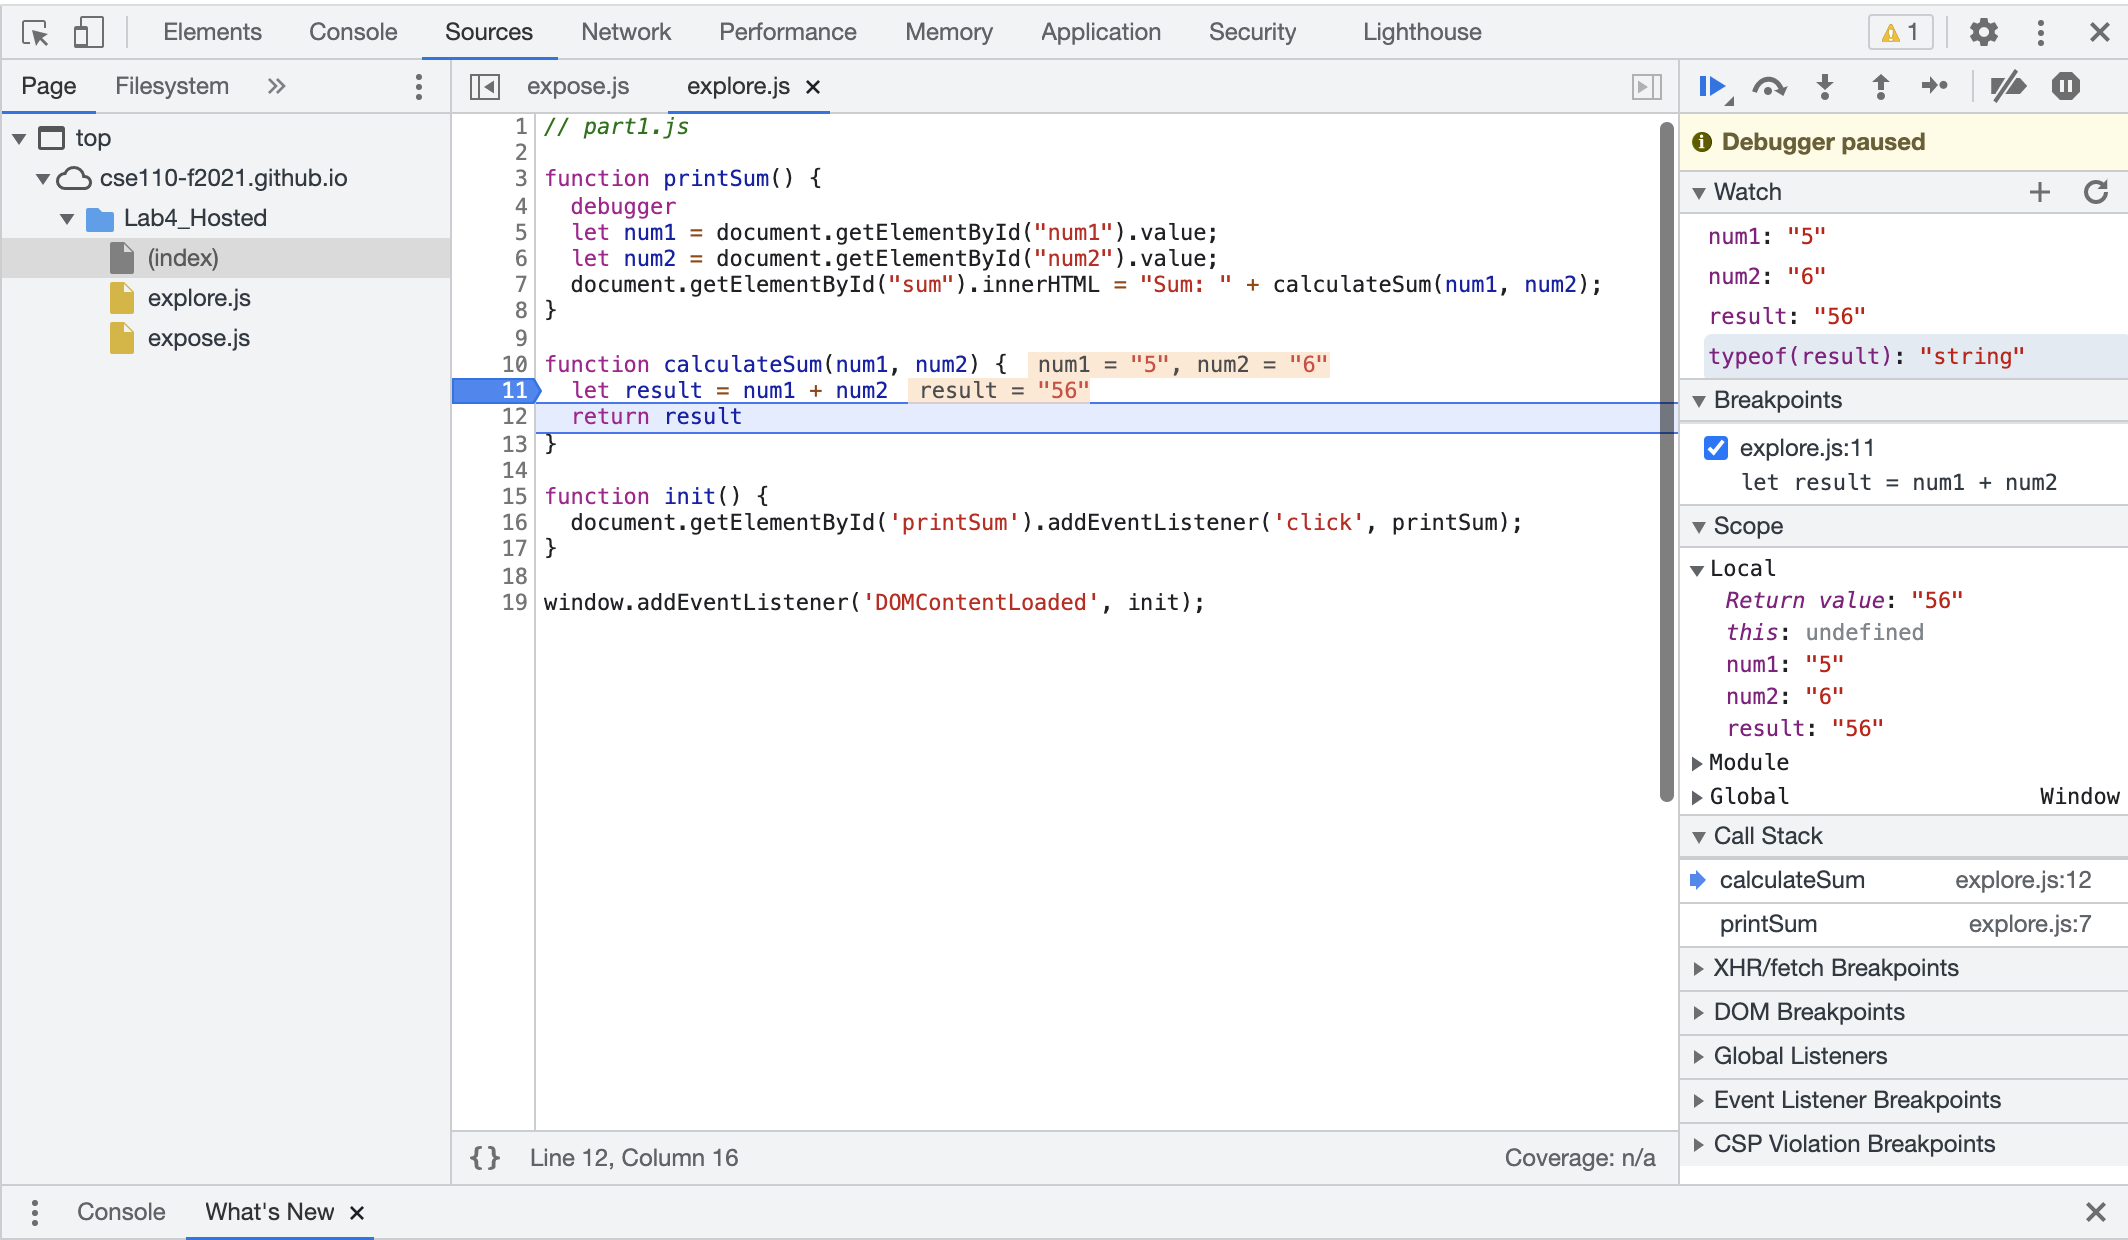 Elements Console Sources Network Performance Memory Application Security Lighthouse 1
Page Filesystem
top
cse110-f2021.github.io
Lab4_Hosted
(index)
explore.js
expose.js
expose.js explore.js
1 // part1.js
2
3 function printSum() {
4   debugger
5   let num1 = document.getElementById("num1").value;
6   let num2 = document.getElementById("num2").value;
7   document.getElementById("sum").innerHTML = "Sum: " + calculateSum(num1, num2);
8 }
9
10 function calculateSum(num1, num2) { num1 = "5", num2 = "6"
11   let result = num1 + num2 result = "56"
12   return result
13 }
14
15 function init() {
16   document.getElementById('printSum').addEventListener('click', printSum);
17 }
18
19 window.addEventListener('DOMContentLoaded', init);
{} Line 12, Column 16 Coverage: n/a
Debugger paused
Watch
num1: "5"
num2: "6"
result: "56"
typeof(result): "string"
Breakpoints
explore.js:11
let result = num1 + num2
Scope
Local
Return value: "56"
this: undefined
num1: "5"
num2: "6"
result: "56"
Module
Global Window
Call Stack
calculateSum explore.js:12
printSum explore.js:7
XHR/fetch Breakpoints
DOM Breakpoints
Global Listeners
Event Listener Breakpoints
CSP Violation Breakpoints
Console What's New